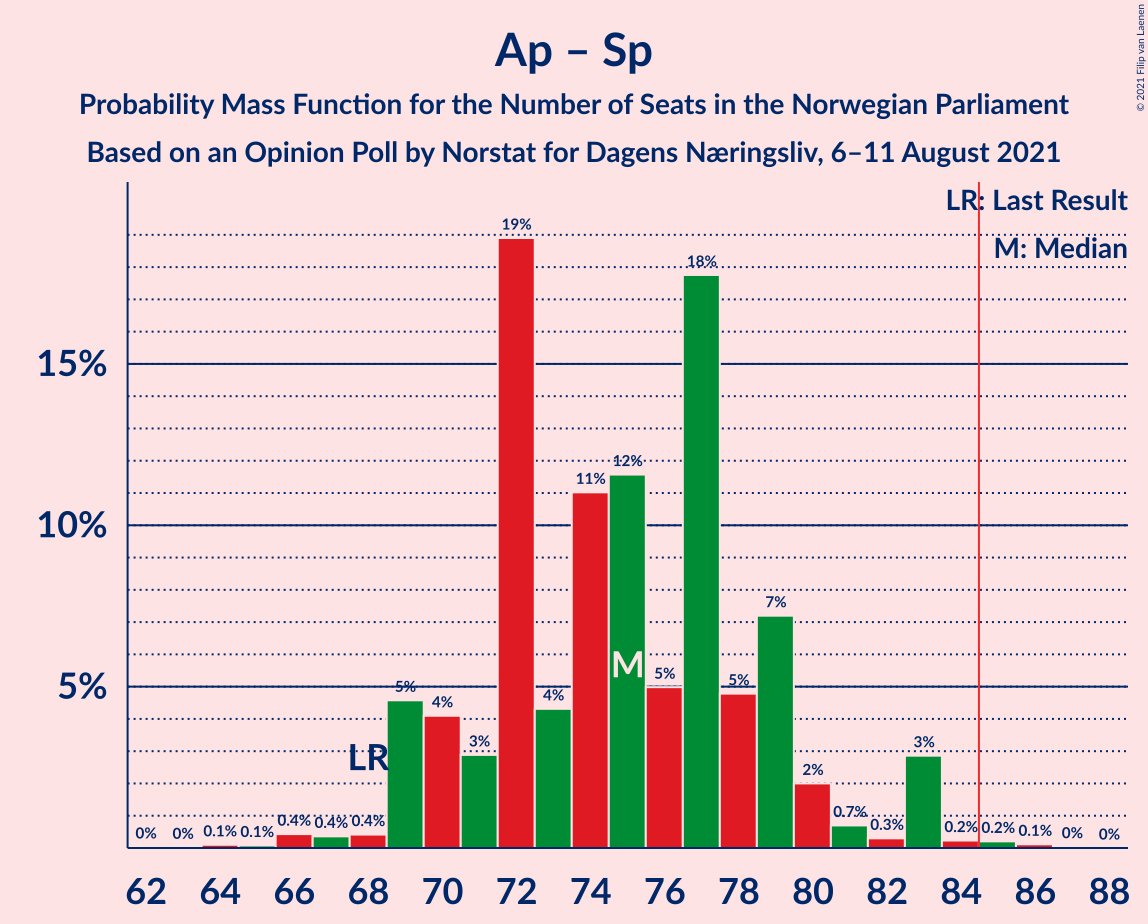 © 2021 Filip van Laenen
Ap – Sp
Probability Mass Function for the Number of Seats in the Norwegian Parliament
Based on an Opinion Poll by Norstat for Dagens Næringsliv, 6–11 August 2021
LR: Last Result
M: Median
15%
10%
5%
0% 0% 0.1% 0.1% 0.4% 0.4% 0.4% 5% 4% 3% 19% 4% 11% 12% 5% 18% 5% 7% 2% 0.7% 0.3% 3% 0.2% 0.2% 0.1% 0% 0%
LR
M
62 64 66 68 70 72 74 76 78 80 82 84 86 88